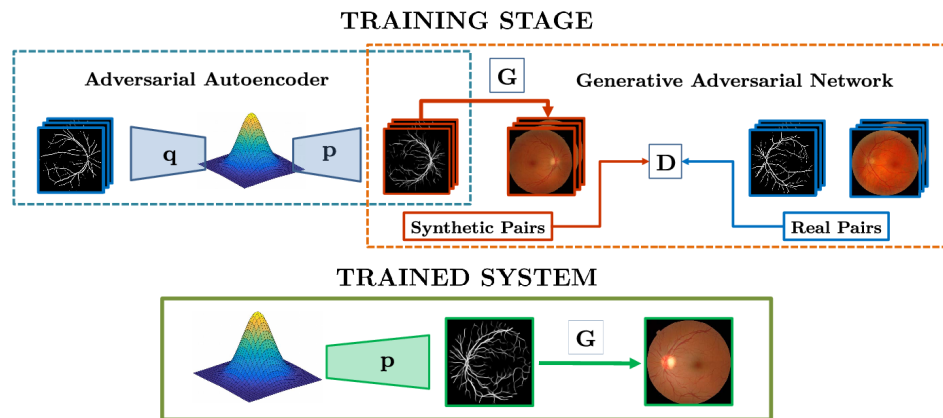 TRAINING STAGE
Adversarial Autoencoder
G
Generative Adversarial Network
q
p
D
Synthetic Pairs
Real Pairs
TRAINED SYSTEM
p
G